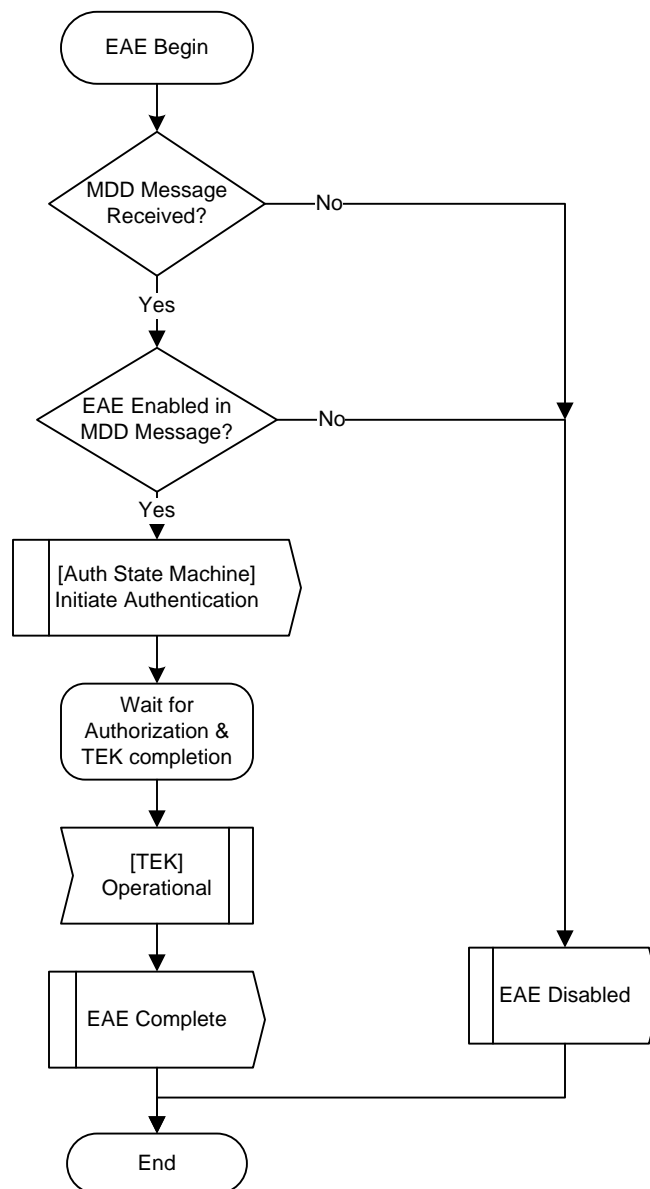 EAE Begin
MDD Message
Received?
No
Yes
EAE Enabled in
MDD Message?
No
Yes
[Auth State Machine]
Initiate Authentication
Wait for
Authorization &
TEK completion
[TEK]
Operational
EAE Complete
EAE Disabled
End